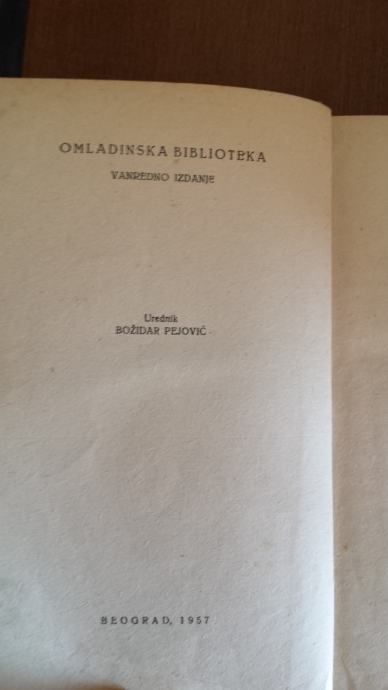 OMLADINSKA BIBLIOTEKA
VANREDNO IZDANJE
Urednik
BOŽIDAR PEJOVIĆ
BEOGRAD, 1957